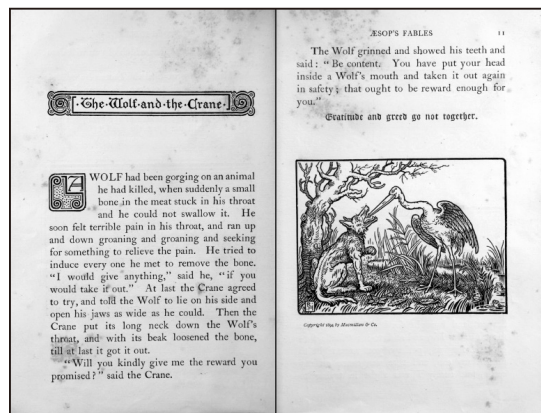 The Wolf and the Crane
A WOLF had been gorging on an animal
he had killed, when suddenly a small
bone in the meat stuck in his throat
and he could not swallow it. He
soon felt terrible pain in his throat, and ran up
and down groaning and groaning and seeking
for something to relieve the pain. He tried to
induce every one he met to remove the bone.
"I would give anything," said he, "if you
would take it out." At last the Crane agreed
to try, and told the Wolf to lie on his side and
open his jaws as wide as he could. Then the
Crane put its long neck down the Wolf's
throat, and with its beak loosened the bone,
till at last it got it out.
"Will you kindly give me the reward you
promised?" said the Crane.
ÆSOP'S FABLES 11
The Wolf grinned and showed his teeth and
said: "Be content. You have put your head
inside a Wolf's mouth and taken it out again
in safety; that ought to be reward enough for
you."
Gratitude and greed go not together.
Copyright 1894 by Macmillan & Co.